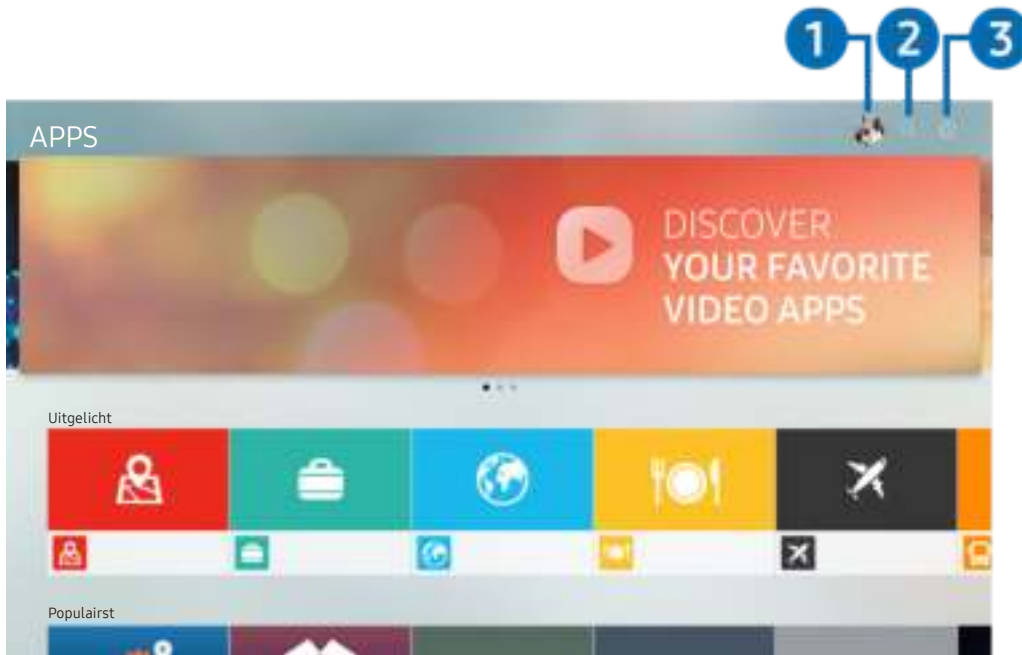 1 2 3
APPS
DISCOVER
YOUR FAVORITE
VIDEO APPS
Uitgelicht
Populairst